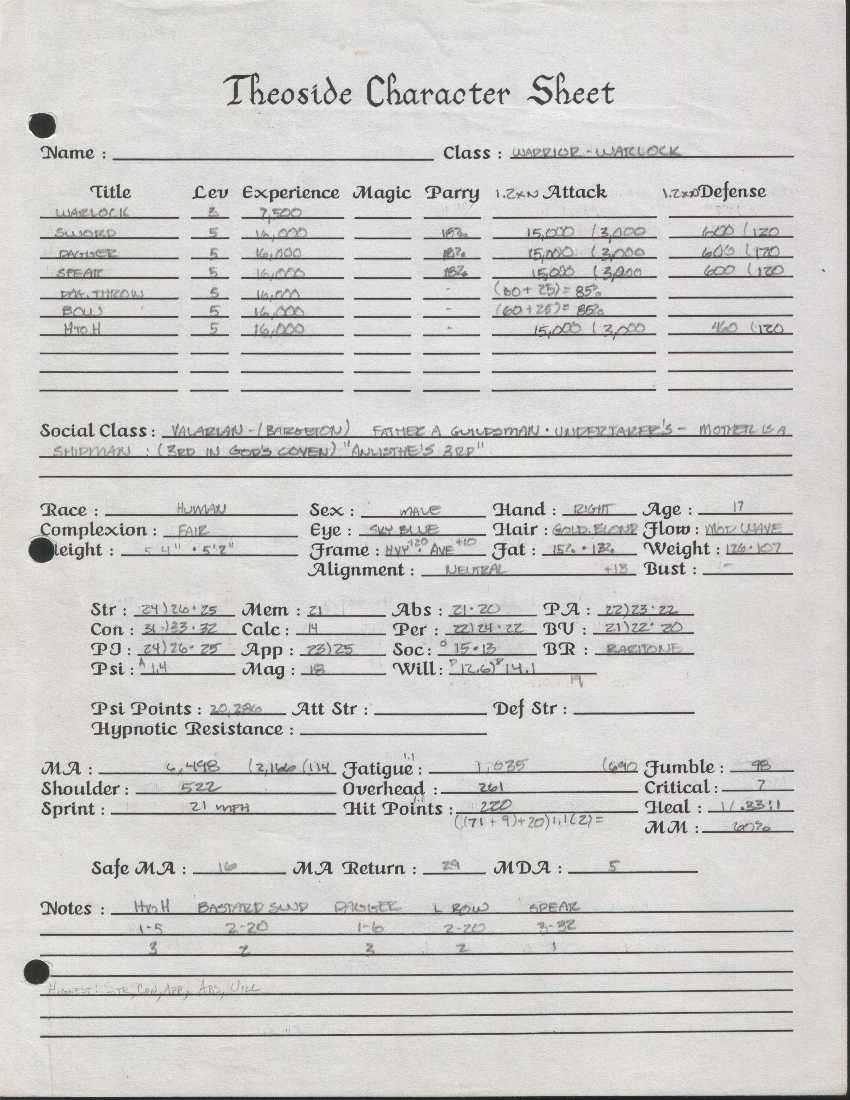 Theoside Character Sheet
Name : Class : WARRIOR - WARLOCK
Title Lev Experience Magic Parry 1.2xN Attack 1.2xN Defense
WARLOCK 3 7,500
SWORD 5 16,000 18% 15,000 (3,000 600 (120
DAGGER 5 16,000 18% 15,000 (3,000 600 (120
SPEAR 5 16,000 18% 15,000 (3,000 600 (120
DAG. THROW 5 16,000 - (60 + 25) = 85%
BOW 5 16,000 - (60 + 25) = 85%
HTOH 5 16,000 - 15,000 (3,000 460 (120
Social Class : VALARIAN - (BARGETON) FATHER A GUILDSMAN · UNDERTAKER'S - MOTHER IS A
SHIPMAN : (3RD IN GOD'S COVEN) "ANLISTHE'S 3RD"
Race : HUMAN Sex : MALE Hand : RIGHT Age : 17
Complexion : FAIR Eye : SKY BLUE Hair : GOLD. BLOND Flow : MOD. WAVE
Height : 5'4" · 5'2" Frame : HVY +20 · AVE +10 Fat : 15% · 13% Weight : 126 · 107
Alignment : NEUTRAL +18 Bust : -
Str : 24)26·25 Mem : 21 Abs : 21·20 PA : 22)23·22
Con : 31·)33·32 Calc : 14 Per : 22)24·22 BV : 21)22·20
PJ : 24)26·25 App : 23)25 Soc : 15·13 BR : BARITONE
Psi : A 1.4 Mag : 18 Will : 12.6) 14.1
19
Psi Points : 20,286 Att Str : Def Str :
Hypnotic Resistance :
MA : 6,498 (2,166 (114 Fatigue : 1.1 1,035 (690 Fumble : 98
Shoulder : 522 Overhead : 261 Critical : 7
Sprint : 21 MPH Hit Points : 1.1 220 Heal : 1/.33:1
((71 + 9)+20)1.1(2)= MM : 60%
Safe MA : 16 MA Return : 29 MDA : 5
Notes : HTOH BASTARD SWD DAGGER L BOW SPEAR
1-5 2-20 1-6 2-20 3-32
3 2 3 2 1
HIGHEST : STR, CON, APP, ABS, WILL